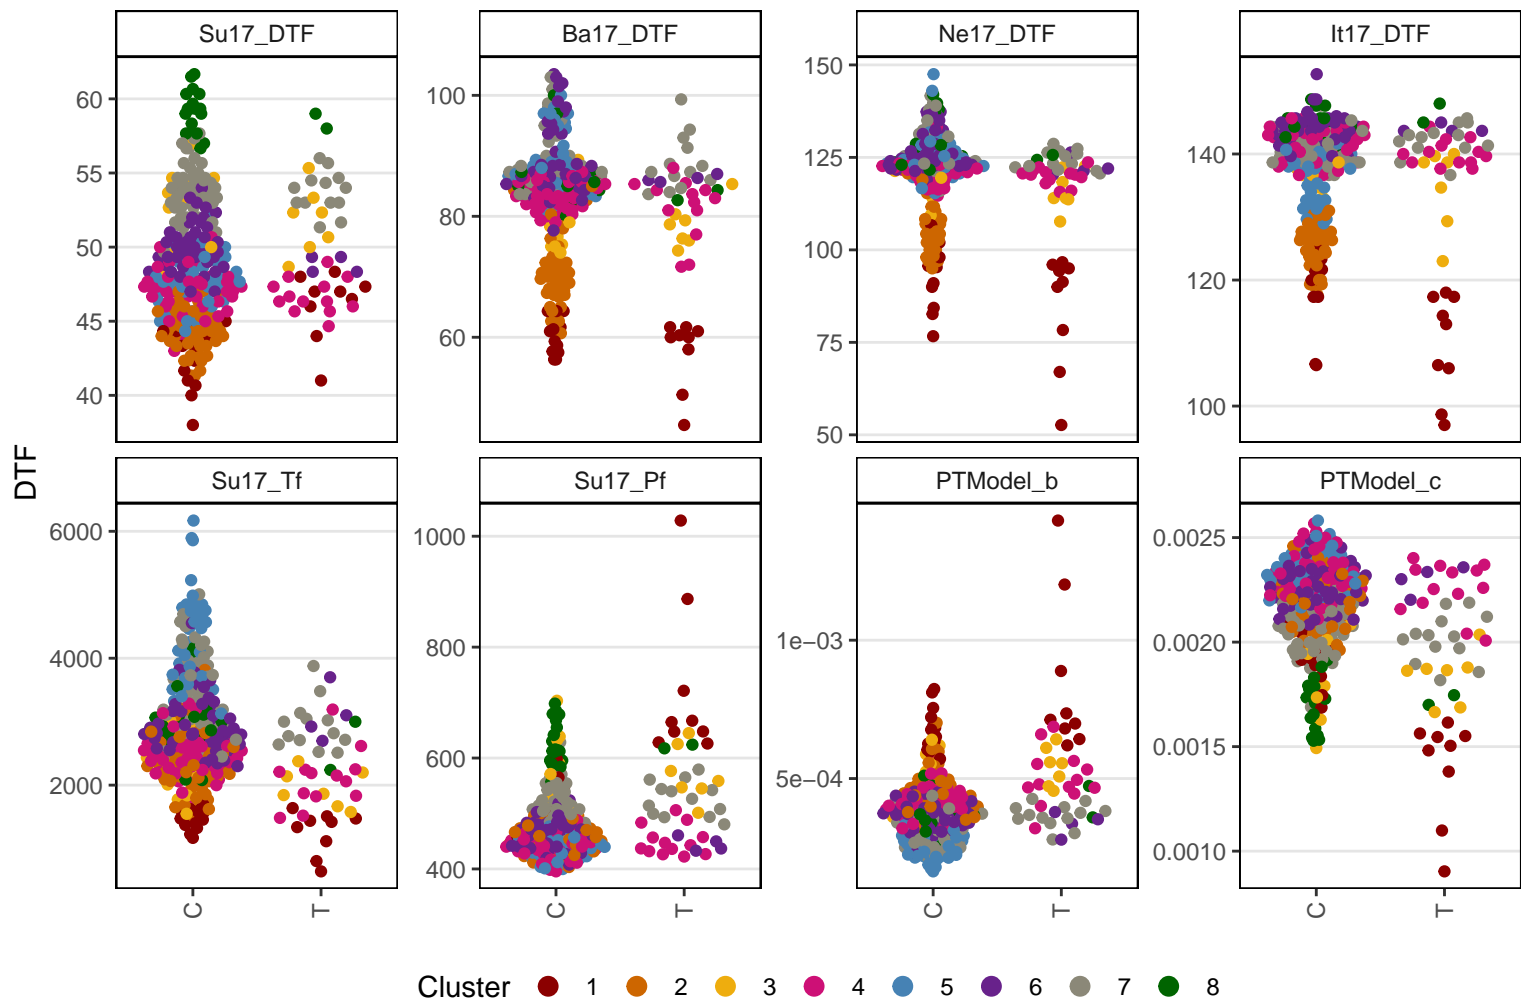 Su17_DTF Ba17_DTF Ne17_DTF It17_DTF
60 55 50 45 40
100 80 60
150 125 100 75 50
140 120 100
DTF
Su17_Tf Su17_Pf PTModel_b PTModel_c
6000 4000 2000
1000 800 600 400
1e−03 5e−04
0.0025 0.0020 0.0015 0.0010
C T C T C T C T
Cluster 1 2 3 4 5 6 7 8